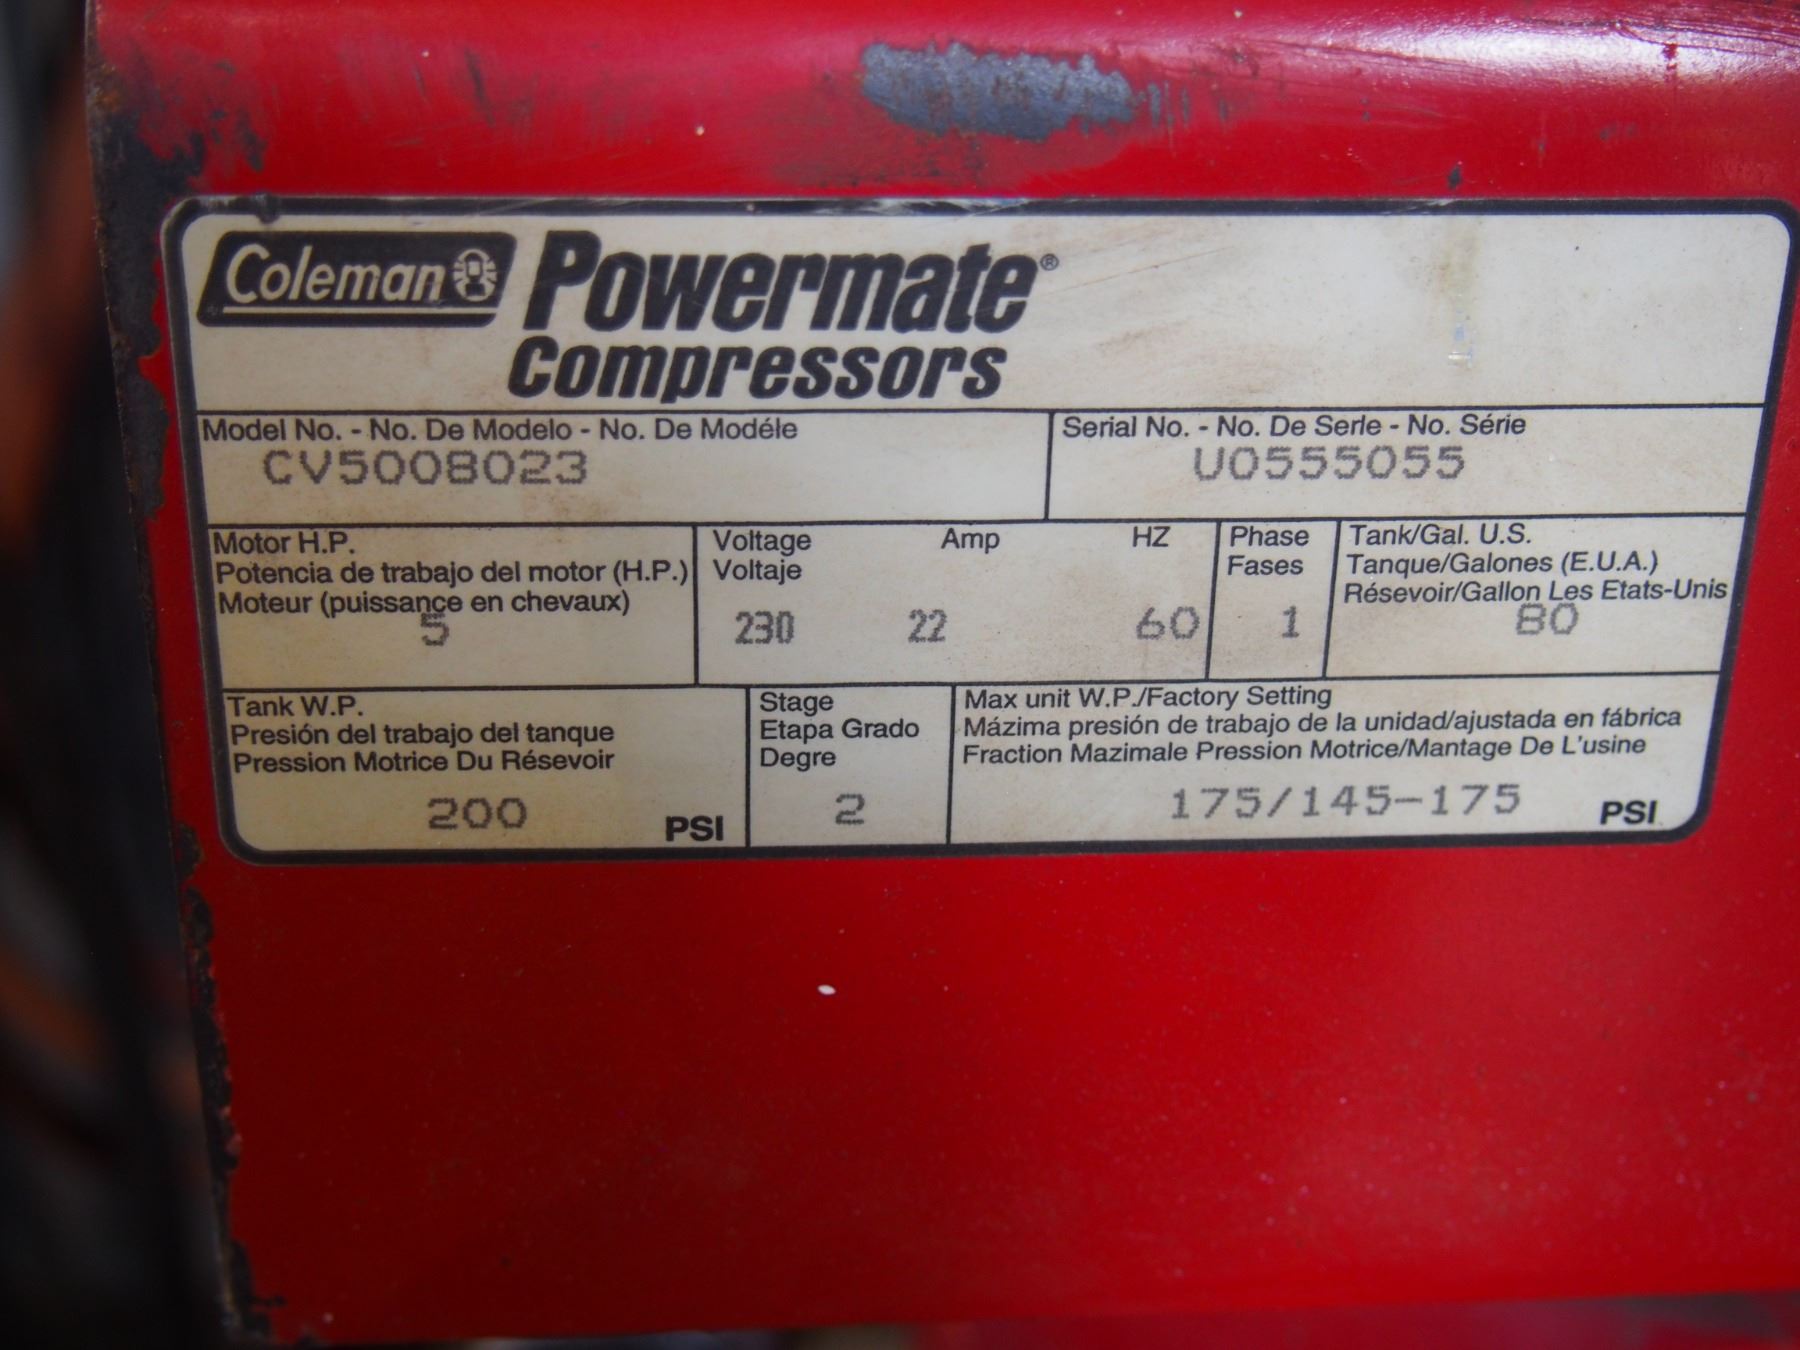 Coleman Powermate®
Compressors
Model No. - No. De Modelo - No. De Modéle
CV5008023
Serial No. - No. De Serle - No. Série
U0555055
Motor H.P.
Potencia de trabajo del motor (H.P.)
Moteur (puissance en chevaux)
5
Voltage Amp HZ
Voltaje
230 22 60
Phase
Fases
1
Tank/Gal. U.S.
Tanque/Galones (E.U.A.)
Résevoir/Gallon Les Etats-Unis
80
Tank W.P.
Presión del trabajo del tanque
Pression Motrice Du Résevoir
200 PSI
Stage
Etapa Grado
Degre
2
Max unit W.P./Factory Setting
Mázima presión de trabajo de la unidad/ajustada en fábrica
Fraction Mazimale Pression Motrice/Mantage De L'usine
175/145-175 PSI